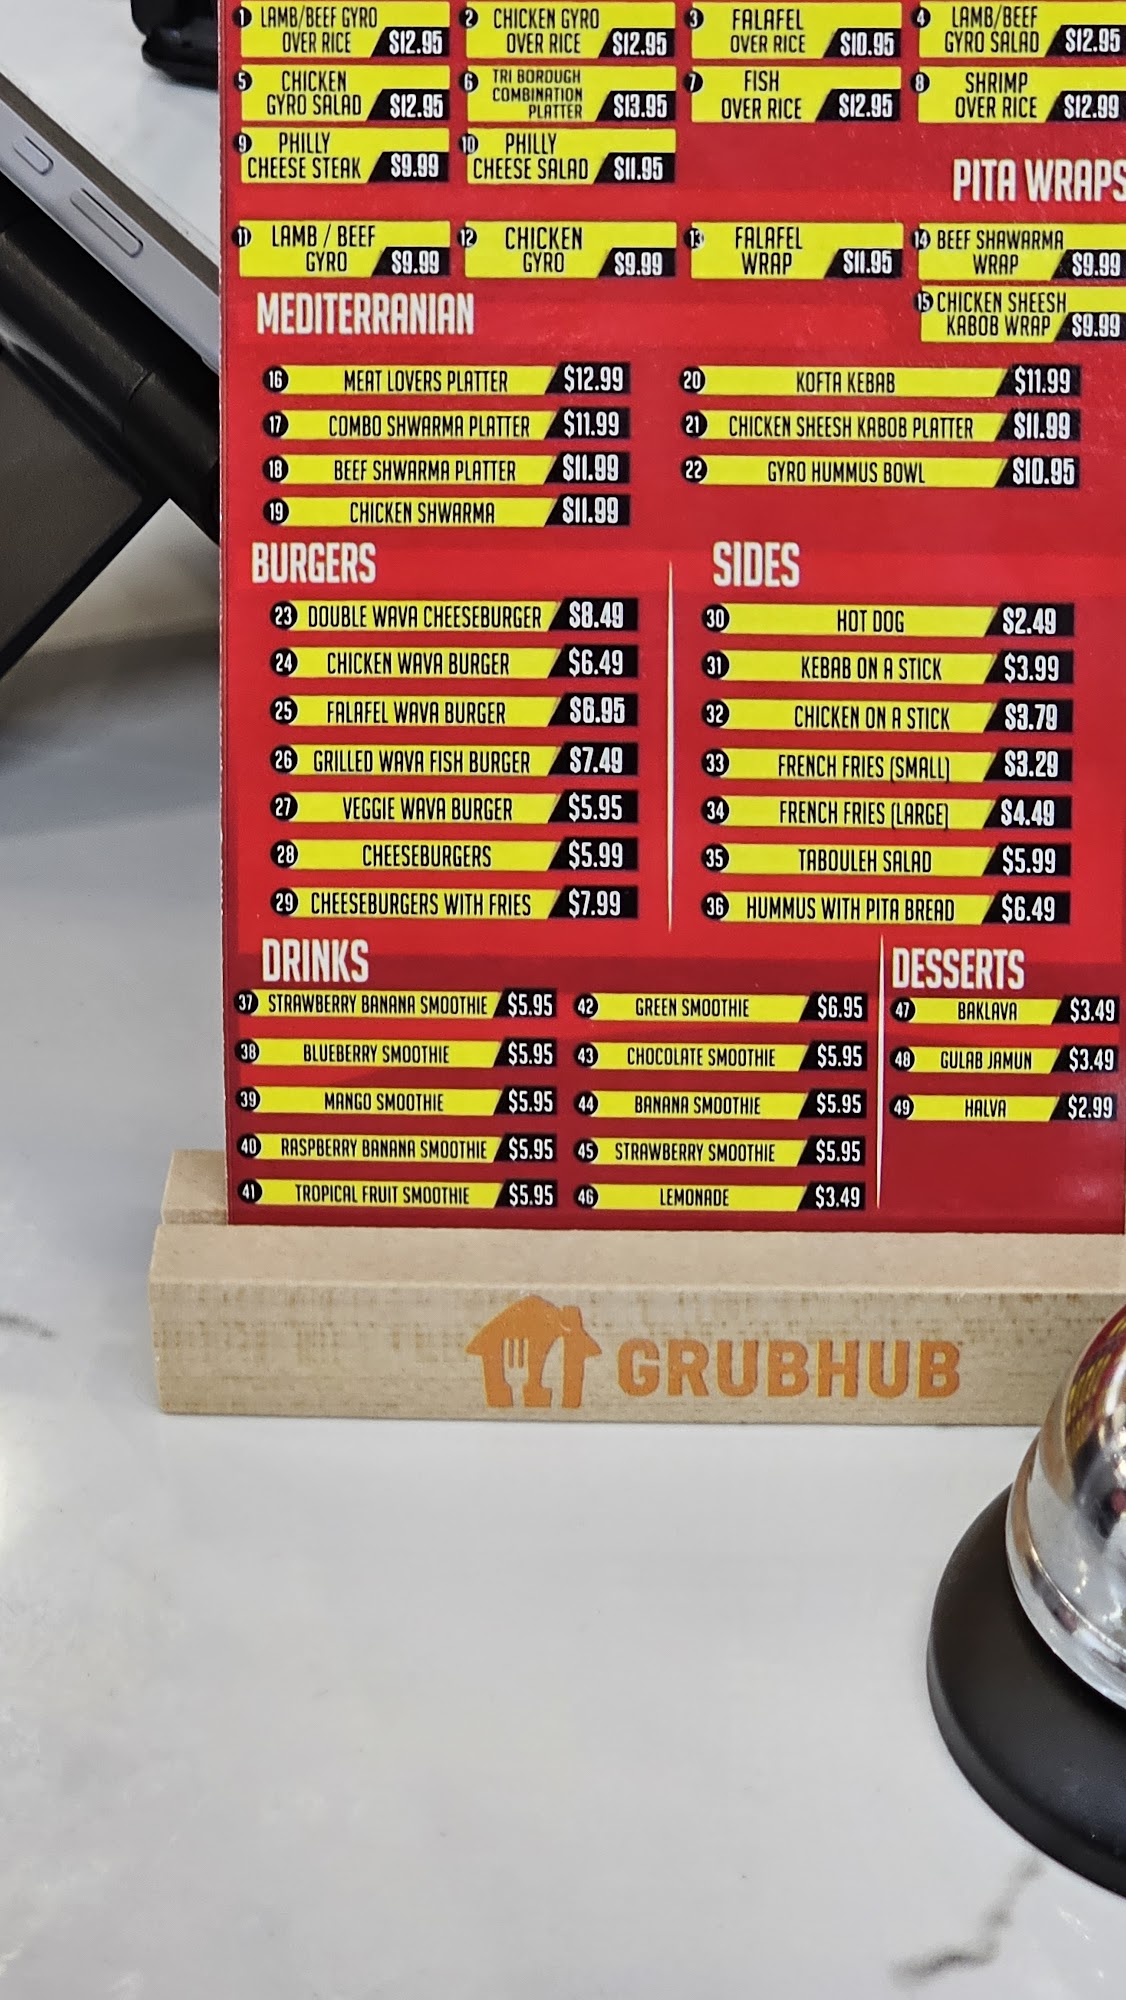 1 LAMB/BEEF GYRO
OVER RICE $12.95
2 CHICKEN GYRO
OVER RICE $12.95
3 FALAFEL
OVER RICE $10.95
4 LAMB/BEEF
GYRO SALAD $12.95
5 CHICKEN
GYRO SALAD $12.95
6 TRI BOROUGH
COMBINATION
PLATTER $13.95
7 FISH
OVER RICE $12.95
8 SHRIMP
OVER RICE $12.99
9 PHILLY
CHEESE STEAK $9.99
10 PHILLY
CHEESE SALAD $11.95
PITA WRAPS
11 LAMB / BEEF
GYRO $9.99
12 CHICKEN
GYRO $9.99
13 FALAFEL
WRAP $11.95
14 BEEF SHAWARMA
WRAP $9.99
15 CHICKEN SHEESH
KABOB WRAP $9.99
MEDITERRANIAN
16 MEAT LOVERS PLATTER $12.99
17 COMBO SHWARMA PLATTER $11.99
18 BEEF SHWARMA PLATTER $11.99
19 CHICKEN SHWARMA $11.99
20 KOFTA KEBAB $11.99
21 CHICKEN SHEESH KABOB PLATTER $11.99
22 GYRO HUMMUS BOWL $10.95
BURGERS
23 DOUBLE WAVA CHEESEBURGER $8.49
24 CHICKEN WAVA BURGER $6.49
25 FALAFEL WAVA BURGER $6.95
26 GRILLED WAVA FISH BURGER $7.49
27 VEGGIE WAVA BURGER $5.95
28 CHEESEBURGERS $5.99
29 CHEESEBURGERS WITH FRIES $7.99
SIDES
30 HOT DOG $2.49
31 KEBAB ON A STICK $3.99
32 CHICKEN ON A STICK $3.79
33 FRENCH FRIES (SMALL) $3.29
34 FRENCH FRIES (LARGE) $4.49
35 TABOULEH SALAD $5.99
36 HUMMUS WITH PITA BREAD $6.49
DRINKS
37 STRAWBERRY BANANA SMOOTHIE $5.95
38 BLUEBERRY SMOOTHIE $5.95
39 MANGO SMOOTHIE $5.95
40 RASPBERRY BANANA SMOOTHIE $5.95
41 TROPICAL FRUIT SMOOTHIE $5.95
42 GREEN SMOOTHIE $6.95
43 CHOCOLATE SMOOTHIE $5.95
44 BANANA SMOOTHIE $5.95
45 STRAWBERRY SMOOTHIE $5.95
46 LEMONADE $3.49
DESSERTS
47 BAKLAVA $3.49
48 GULAB JAMUN $3.49
49 HALVA $2.99
GRUBHUB